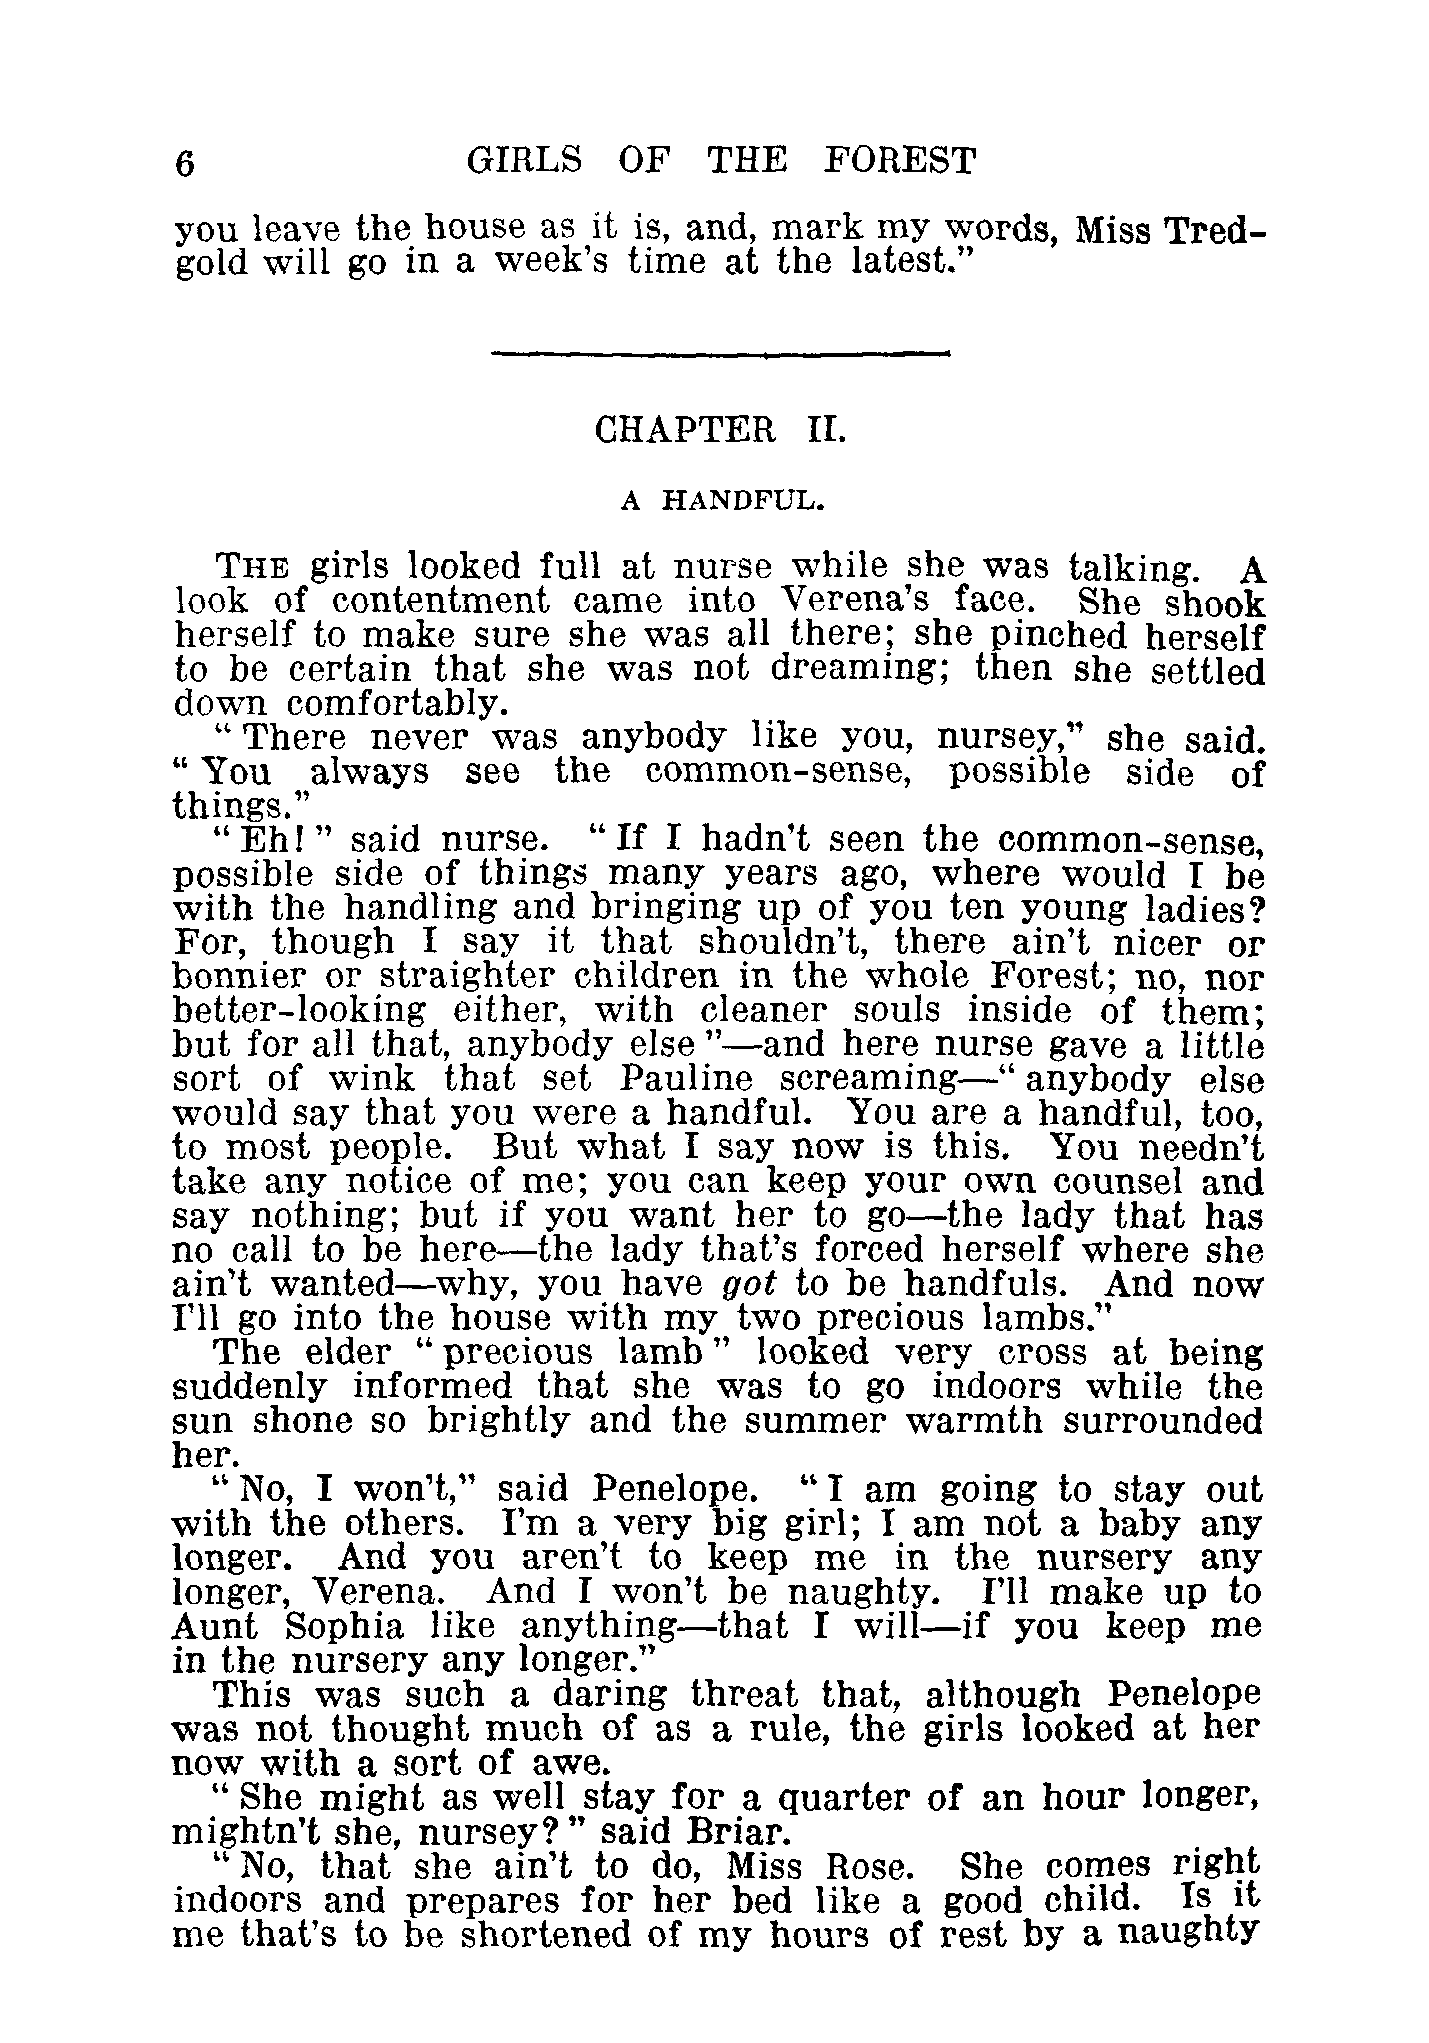 6 GIRLS OF THE FOREST
you leave the house as it is, and, mark my words, Miss Tred-
gold will go in a week's time at the latest."
CHAPTER II.
A HANDFUL.
THE girls looked full at nurse while she was talking. A
look of contentment came into Verena's face. She shook
herself to make sure she was all there; she pinched herself
to be certain that she was not dreaming; then she settled
down comfortably.
"There never was anybody like you, nursey," she said.
"You always see the common-sense, possible side of
things."
"Eh!" said nurse. "If I hadn't seen the common-sense,
possible side of things many years ago, where would I be
with the handling and bringing up of you ten young ladies?
For, though I say it that shouldn't, there ain't nicer or
bonnier or straighter children in the whole Forest; no, nor
better-looking either, with cleaner souls inside of them;
but for all that, anybody else"—and here nurse gave a little
sort of wink that set Pauline screaming—"anybody else
would say that you were a handful. You are a handful, too,
to most people. But what I say now is this. You needn't
take any notice of me; you can keep your own counsel and
say nothing; but if you want her to go—the lady that has
no call to be here—the lady that's forced herself where she
ain't wanted—why, you have got to be handfuls. And now
I'll go into the house with my two precious lambs."
The elder "precious lamb" looked very cross at being
suddenly informed that she was to go indoors while the
sun shone so brightly and the summer warmth surrounded
her.
"No, I won't," said Penelope. "I am going to stay out
with the others. I'm a very big girl; I am not a baby any
longer. And you aren't to keep me in the nursery any
longer, Verena. And I won't be naughty. I'll make up to
Aunt Sophia like anything—that I will—if you keep me
in the nursery any longer."
This was such a daring threat that, although Penelope
was not thought much of as a rule, the girls looked at her
now with a sort of awe.
"She might as well stay for a quarter of an hour longer,
mightn't she, nursey?" said Briar.
"No, that she ain't to do, Miss Rose. She comes right
indoors and prepares for her bed like a good child. Is it
me that's to be shortened of my hours of rest by a naughty